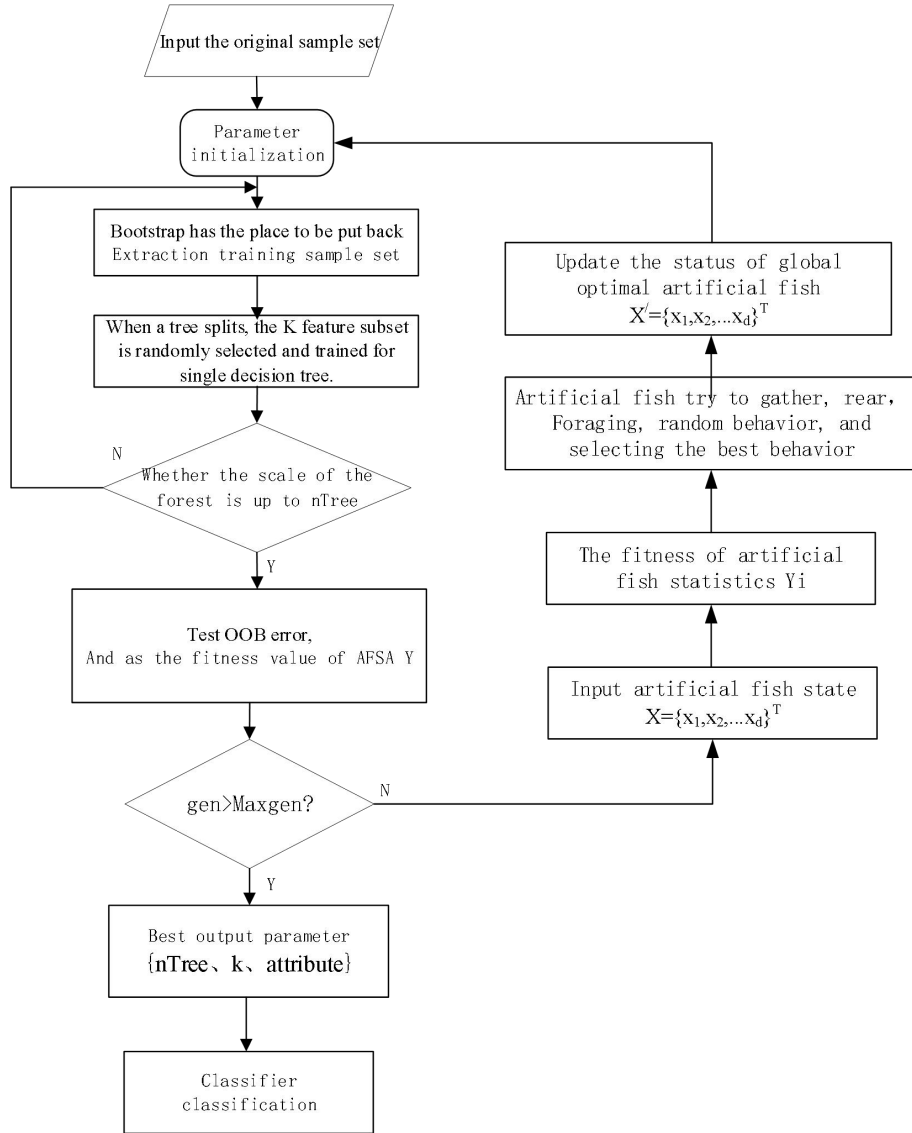 Input the original sample set
Parameter
initialization
Bootstrap has the place to be put back
Extraction training sample set
When a tree splits, the K feature subset
is randomly selected and trained for
single decision tree.
N
Whether the scale of the
forest is up to nTree
Y
Test OOB error,
And as the fitness value of AFSA Y
gen>Maxgen?
N
Y
Best output parameter
{nTree、k、attribute}
Classifier
classification
Update the status of global
optimal artificial fish
X/={x1,x2,...xd}T
Artificial fish try to gather, rear,
Foraging, random behavior, and
selecting the best behavior
The fitness of artificial
fish statistics Yi
Input artificial fish state
X={x1,x2,...xd}T